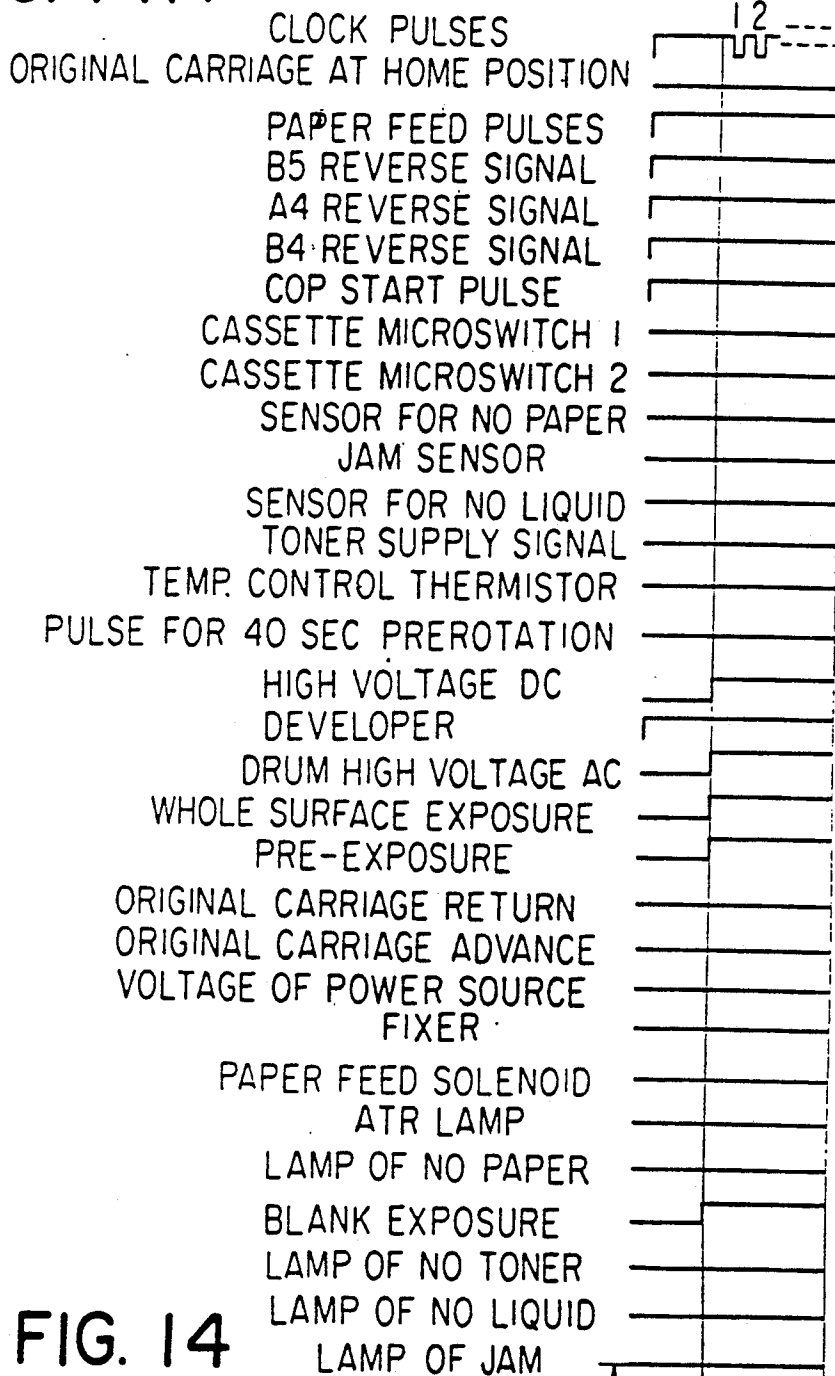 CLOCK PULSES 1 2
ORIGINAL CARRIAGE AT HOME POSITION
PAPER FEED PULSES
B5 REVERSE SIGNAL
A4 REVERSE SIGNAL
B4 REVERSE SIGNAL
COP START PULSE
CASSETTE MICROSWITCH 1
CASSETTE MICROSWITCH 2
SENSOR FOR NO PAPER
JAM SENSOR
SENSOR FOR NO LIQUID
TONER SUPPLY SIGNAL
TEMP. CONTROL THERMISTOR
PULSE FOR 40 SEC PREROTATION
HIGH VOLTAGE DC
DEVELOPER
DRUM HIGH VOLTAGE AC
WHOLE SURFACE EXPOSURE
PRE-EXPOSURE
ORIGINAL CARRIAGE RETURN
ORIGINAL CARRIAGE ADVANCE
VOLTAGE OF POWER SOURCE
FIXER
PAPER FEED SOLENOID
ATR LAMP
LAMP OF NO PAPER
BLANK EXPOSURE
LAMP OF NO TONER
LAMP OF NO LIQUID
LAMP OF JAM
FIG. 14